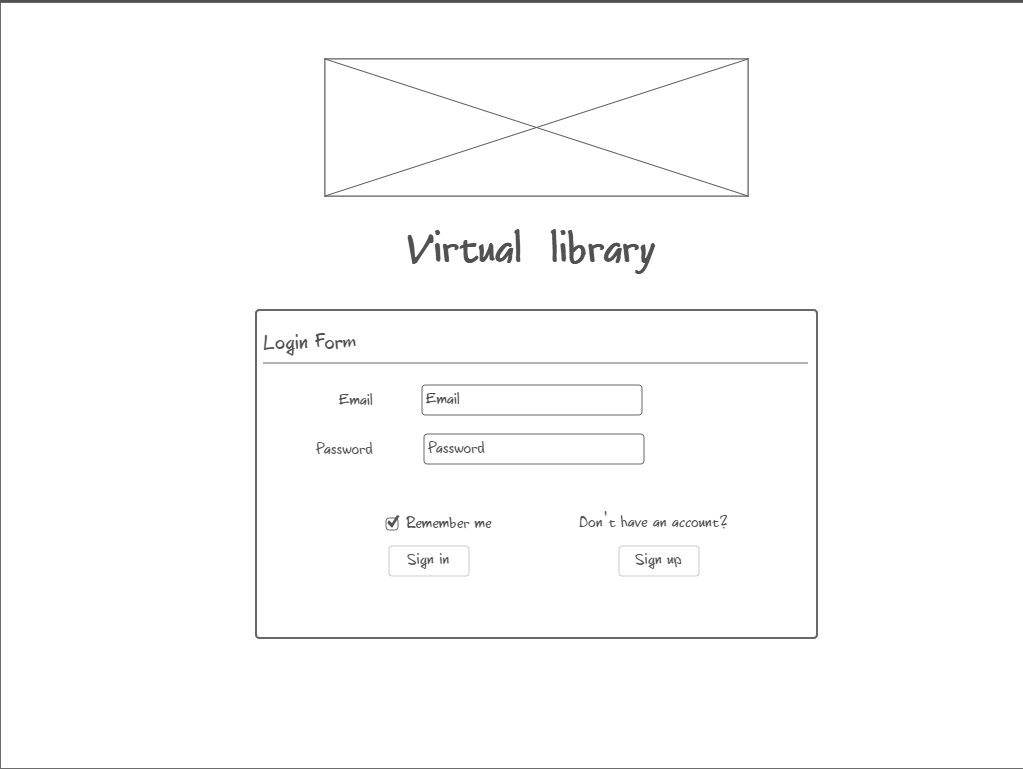 Virtual library
Login Form
Email Email
Password Password
Remember me Don't have an account?
Sign in Sign up